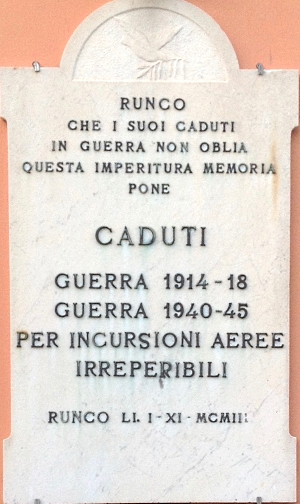 RUNCO
CHE I SUOI CADUTI
IN GUERRA NON OBLIA
QUESTA IMPERITURA MEMORIA
PONE
CADUTI
GUERRA 1914-18
GUERRA 1940-45
PER INCURSIONI AEREE
IRREPERIBILI
RUNCO LI. I-XI-